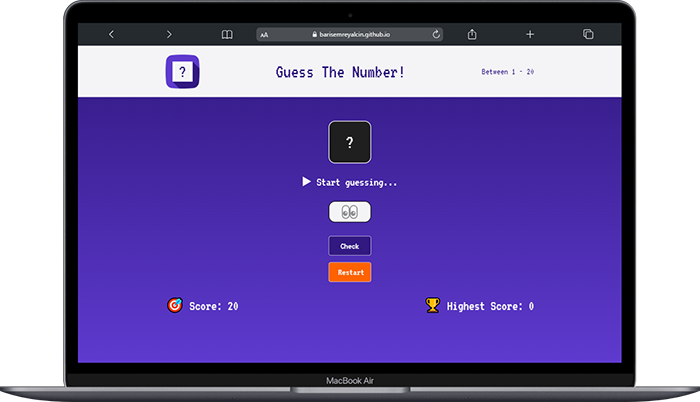 AA barisemreyalcin.github.io
?
Guess The Number!
Between 1 - 20
?
Start guessing...
Check
Restart
Score: 20
Highest Score: 0
MacBook Air